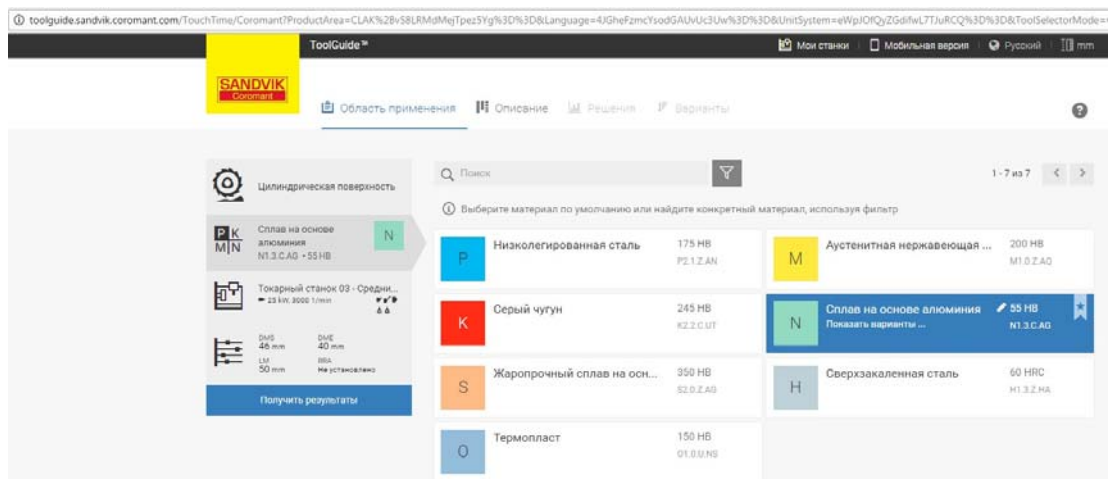 toolguide.sandvik.coromant.com/TouchTime/Coromant?ProductArea=CLAK%2BvS8LRMdMejTpez5Yg%3D%3D&Language=4JGheFzmcYsodGAUvUc3Uw%3D%3D&UnitSystem=eWpJOfQyZGdifwL7TJuRCQ%3D%3D&ToolSelectorMode=
ToolGuide™ Мои станки Мобильная версия Русский mm
SANDVIK
Coromant
Область применения Описание Решения Варианты
Поиск 1 - 7 из 7
Выберите материал по умолчанию или найдите конкретный материал, используя фильтр
Цилиндрическая поверхность
P K
M N
Сплав на основе алюминия
N1.3.C.AG • 55 HB
N
Токарный станок 03 - Средни...
23 kW, 3000 1/min
DMS
46 mm
DME
40 mm
LM
50 mm
Не установлено
Получить результаты
P Низколегированная сталь 175 HB
P2.1.Z.AN
M Аустенитная нержавеющая ... 200 HB
M1.0.Z.AQ
K Серый чугун 245 HB
K2.2.C.UT
N Сплав на основе алюминия 55 HB
Показать варианты ... N1.3.C.AG
S Жаропрочный сплав на осн... 350 HB
S2.0.Z.AG
H Сверхзакаленная сталь 60 HRC
H1.3.Z.HA
O Термопласт 150 HB
O1.0.U.NS